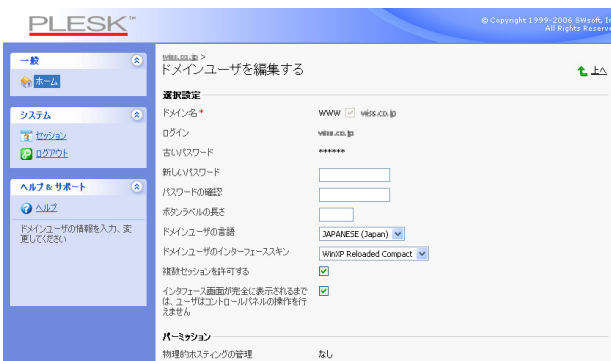 PLESK™
© Copyright 1999-2006 SWsoft, In
All Rights Reserve
一般
ホーム
システム
セッション
ログアウト
ヘルプ & サポート
ヘルプ
ドメインユーザの情報を入力、変
更してください
ドメインユーザを編集する
上へ
選択設定
ドメイン名 *
WWW .co.jp
ログイン
.co.jp
古いパスワード
******
新しいパスワード
パスワードの確認
ボタンラベルの長さ
ドメインユーザの言語
JAPANESE (Japan)
ドメインユーザのインターフェーススキン
WinXP Reloaded Compact
複数セッションを許可する
インタフェース画面が完全に表示されるまで
は、ユーザはコントロールパネルの操作を行
えません
パーミッション
物理的ホスティングの管理
なし